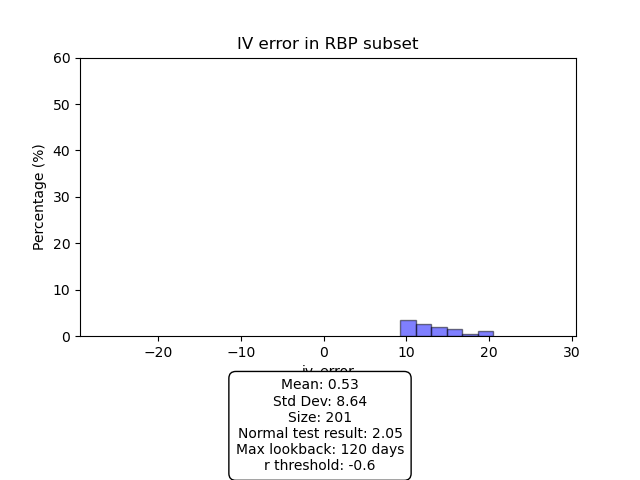 IV error in RBP subset
Percentage (%)
60
50
40
30
20
10
0
−20 −10 0 10 20 30
iv_error
Mean: 0.53
Std Dev: 8.64
Size: 201
Normal test result: 2.05
Max lookback: 120 days
r threshold: -0.6